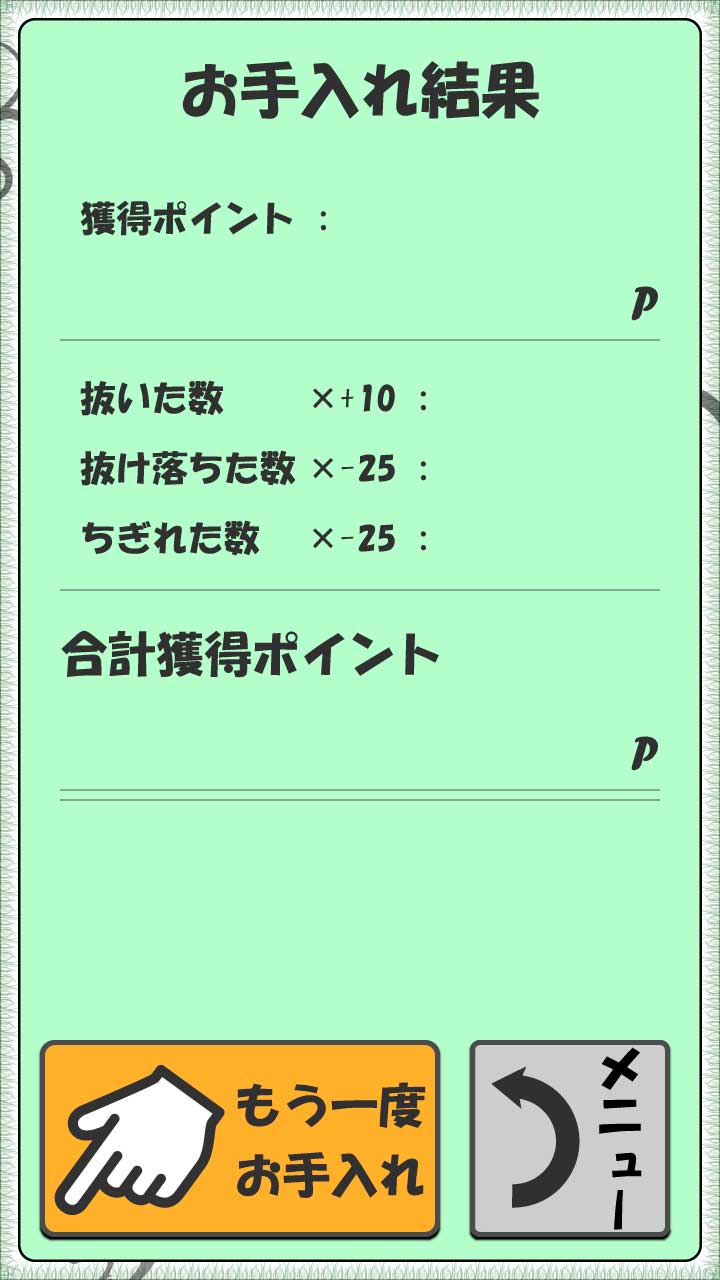 お手入れ結果
獲得ポイント :
p
抜いた数 ×+10 :
抜け落ちた数 ×-25 :
ちぎれた数 ×-25 :
合計獲得ポイント
p
もう一度
お手入れ
メニュー